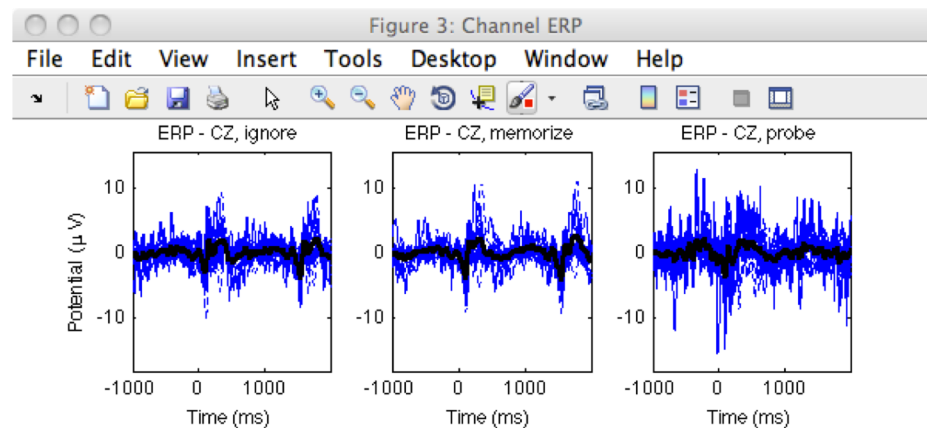 Figure 3: Channel ERP
File Edit View Insert Tools Desktop Window Help
ERP - CZ, ignore
ERP - CZ, memorize
ERP - CZ, probe
Potential (μ V)
10
0
-10
-1000 0 1000
Time (ms)
10
0
-10
-1000 0 1000
Time (ms)
10
0
-10
-1000 0 1000
Time (ms)